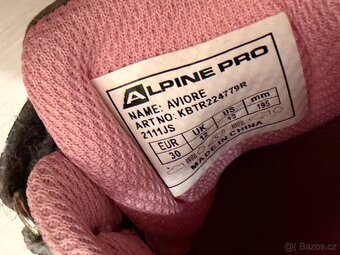 ALPINE PRO
NAME: AVIORE
ART NO: KBTR224779R
2111JS
EUR UK US mm
30 12 13 195
MADE IN CHINA
Bazos.cz